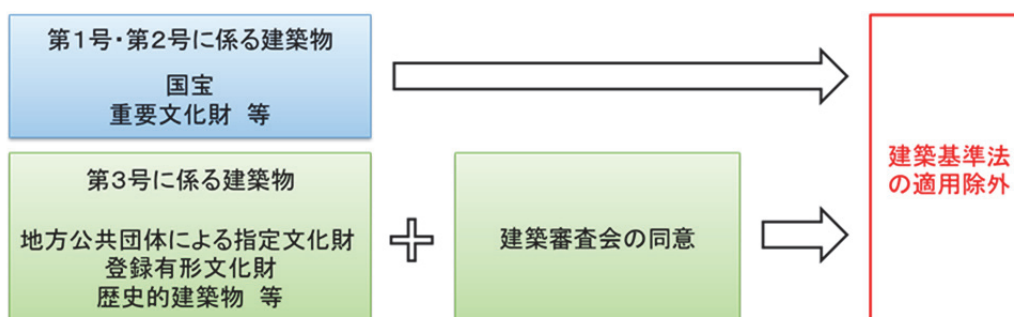 第1号・第2号に係る建築物
国宝
重要文化財 等
第3号に係る建築物
地方公共団体による指定文化財
登録有形文化財
歴史的建築物 等
建築審査会の同意
建築基準法
の適用除外